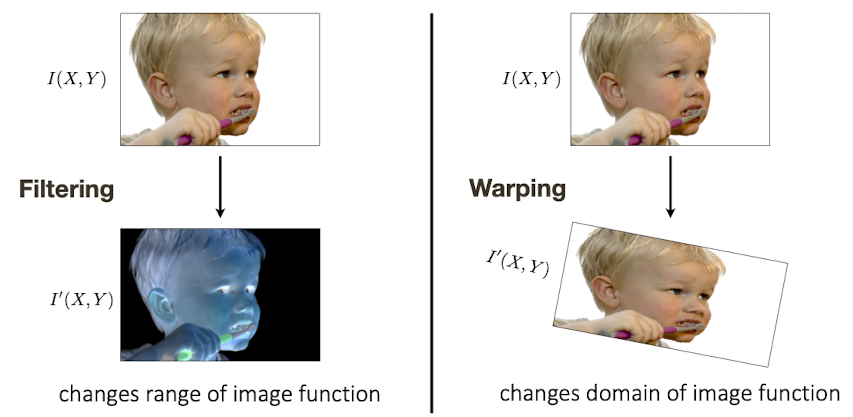 I(X,Y)
Filtering
I′(X,Y)
changes range of image function
I(X,Y)
Warping
I′(X,Y)
changes domain of image function